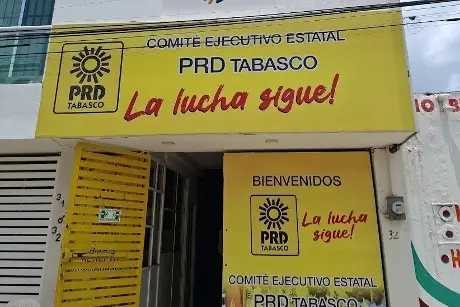 COMITÉ EJECUTIVO ESTATAL
PRD TABASCO
PRD
TABASCO
La lucha sigue!
BIENVENIDOS
PRD
TABASCO
La lucha
sigue!
COMITÉ EJECUTIVO ESTATAL
PRD TABASCO
32